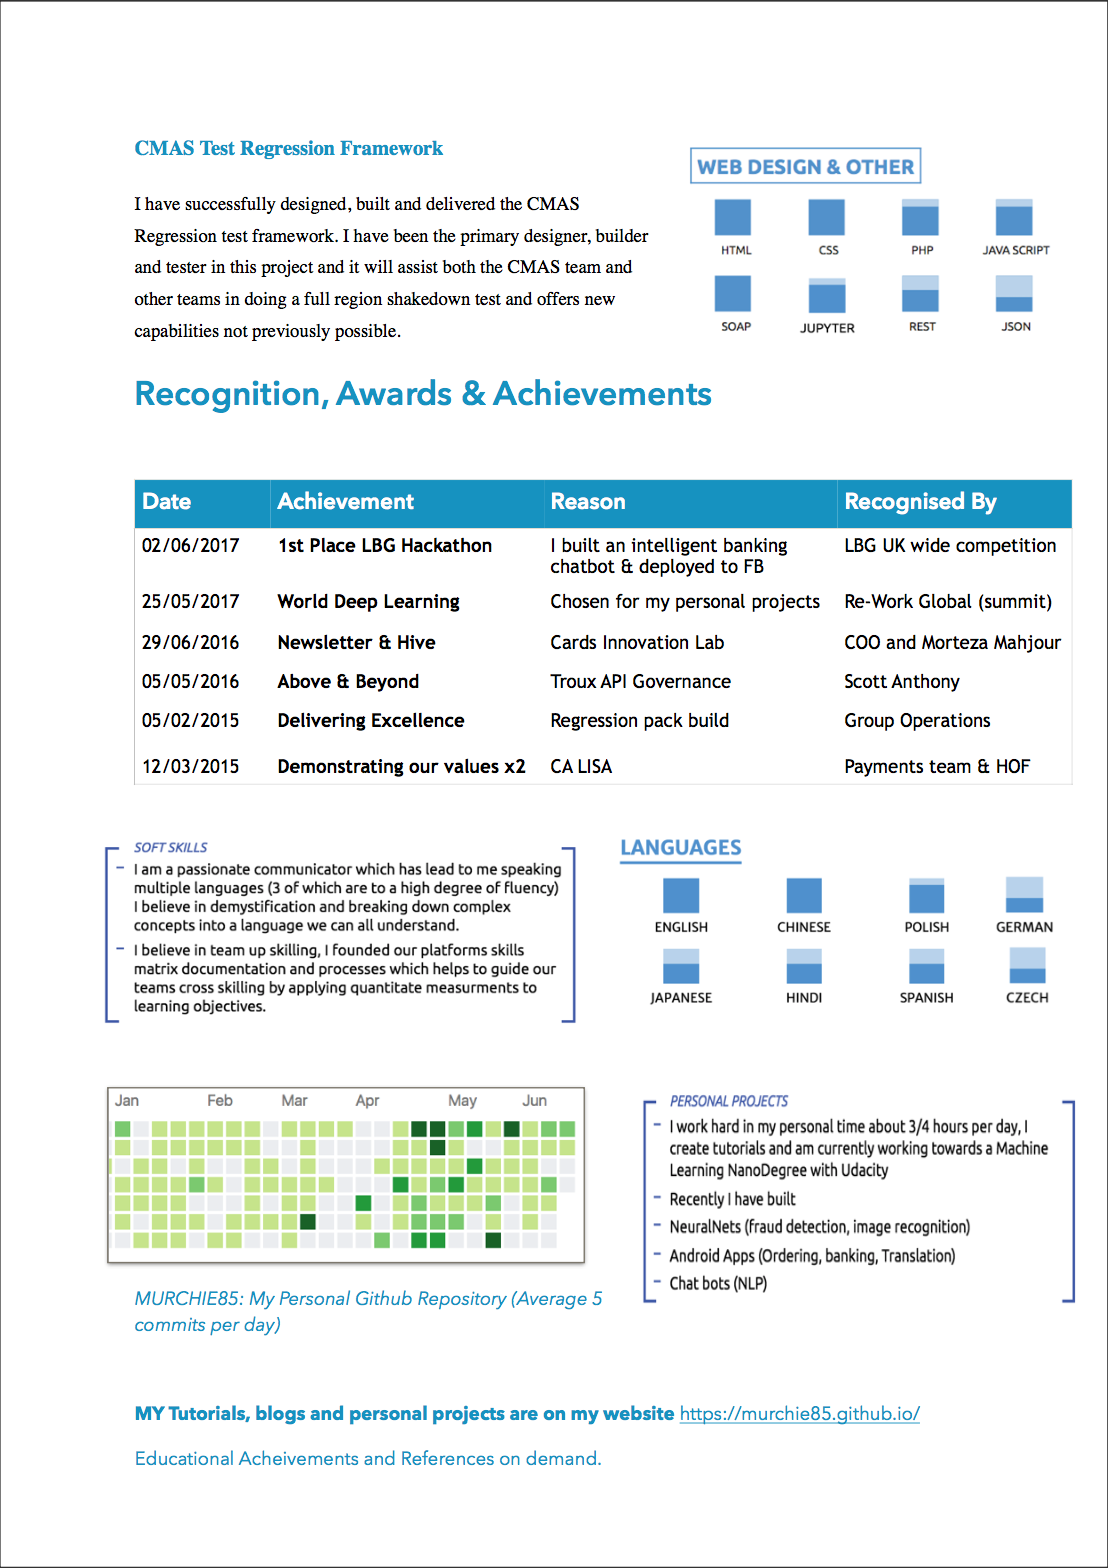 CMAS Test Regression Framework
I have successfully designed, built and delivered the CMAS
Regression test framework. I have been the primary designer, builder
and tester in this project and it will assist both the CMAS team and
other teams in doing a full region shakedown test and offers new
capabilities not previously possible.
WEB DESIGN & OTHER
HTML CSS PHP JAVA SCRIPT
SOAP JUPYTER REST JSON
Recognition, Awards & Achievements
Date Achievement Reason Recognised By
02/06/2017 1st Place LBG Hackathon I built an intelligent banking LBG UK wide competition
chatbot & deployed to FB
25/05/2017 World Deep Learning Chosen for my personal projects Re-Work Global (summit)
29/06/2016 Newsletter & Hive Cards Innovation Lab COO and Morteza Mahjour
05/05/2016 Above & Beyond Troux API Governance Scott Anthony
05/02/2015 Delivering Excellence Regression pack build Group Operations
12/03/2015 Demonstrating our values x2 CA LISA Payments team & HOF
SOFT SKILLS
- I am a passionate communicator which has lead to me speaking
multiple languages (3 of which are to a high degree of fluency)
I believe in demystification and breaking down complex
concepts into a language we can all understand.
- I believe in team up skilling, I founded our platforms skills
matrix documentation and processes which helps to guide our
teams cross skilling by applying quantitate measurments to
learning objectives.
LANGUAGES
ENGLISH CHINESE POLISH GERMAN
JAPANESE HINDI SPANISH CZECH
Jan Feb Mar Apr May Jun
MURCHIE85: My Personal Github Repository (Average 5
commits per day)
PERSONAL PROJECTS
- I work hard in my personal time about 3/4 hours per day, I
create tutorials and am currently working towards a Machine
Learning NanoDegree with Udacity
- Recently I have built
- NeuralNets (fraud detection, image recognition)
- Android Apps (Ordering, banking, Translation)
- Chat bots (NLP)
MY Tutorials, blogs and personal projects are on my website https://murchie85.github.io/
Educational Acheivements and References on demand.